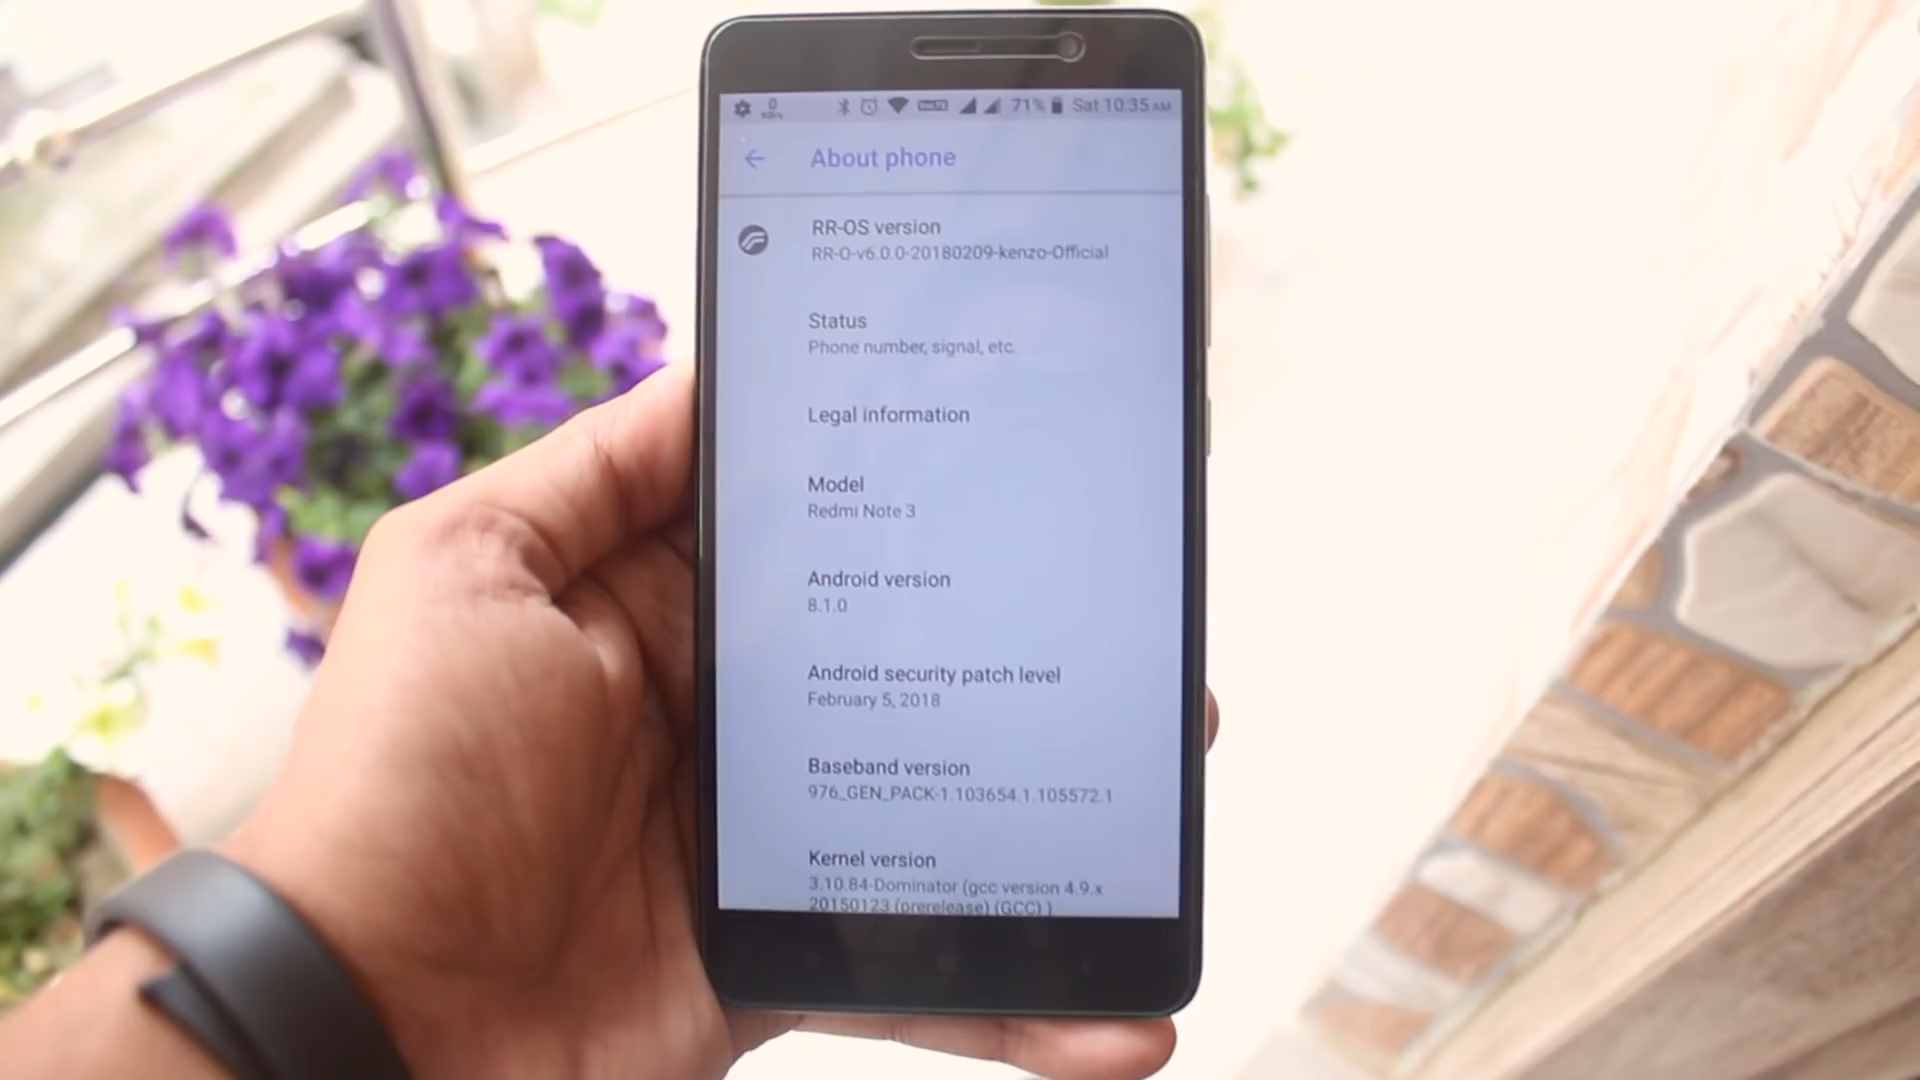 0 KB/s VoLTE 71% Sat 10:35 AM
About phone
RR-OS version
RR-O-v6.0.0-20180209-kenzo-Official
Status
Phone number, signal, etc.
Legal information
Model
Redmi Note 3
Android version
8.1.0
Android security patch level
February 5, 2018
Baseband version
976_GEN_PACK-1.103654.1.105572.1
Kernel version
3.10.84-Dominator (gcc version 4.9.x
20150123 (prerelease) (GCC) )